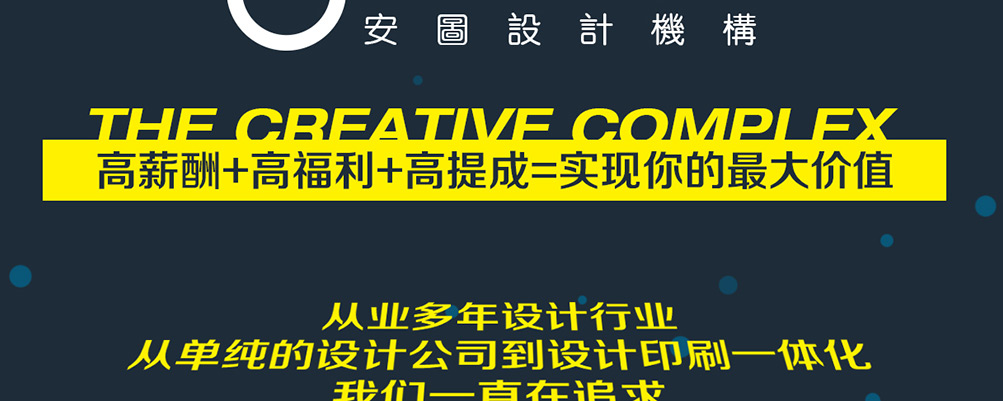 安圖設計機構
THE CREATIVE COMPLEX
高薪酬+高福利+高提成=实现你的最大价值
从业多年设计行业
从单纯的设计公司到设计印刷一体化.
我们一直在追求